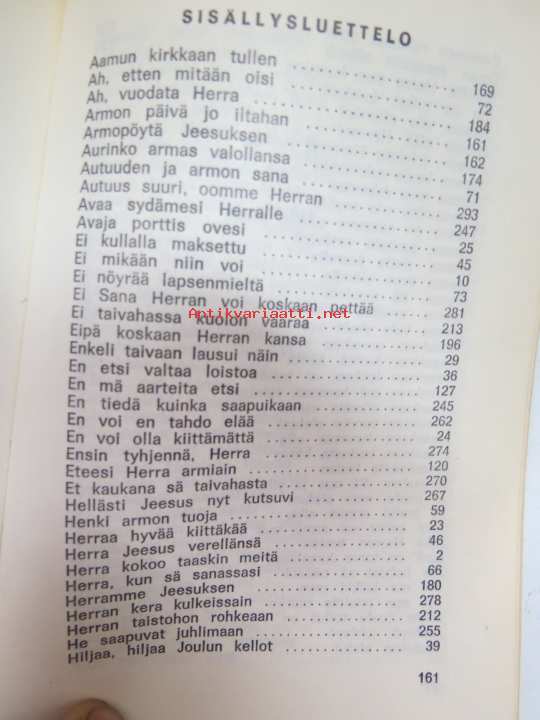 SISÄLLYSLUETTELO
Aamun kirkkaan tullen 169
Ah, etten mitään oisi 72
Ah, vuodata Herra 184
Armon päivä jo iltahan 161
Armopöytä Jeesuksen 162
Aurinko armas valollansa 174
Autuuden ja armon sana 71
Autuus suuri, oomme Herran 293
Avaa sydämesi Herralle 247
Avaja porttis ovesi 25
Ei kullalla maksettu 45
Ei mikään niin voi 10
Ei nöyrää lapsenmieltä 73
Ei Sana Herran voi koskaan pettää 281
Antikvariaatti.net
Ei taivahassa kuolon vaaraa 213
Eipä koskaan Herran kansa 196
Enkeli taivaan lausui näin 29
En etsi valtaa loistoa 36
En mä aarteita etsi 127
En tiedä kuinka saapuikaan 245
En voi en tahdo elää 262
En voi olla kiittämättä 24
Ensin tyhjennä, Herra 274
Eteesi Herra armiain 120
Et kaukana sä taivahasta 270
Hellästi Jeesus nyt kutsuvi 267
Henki armon tuoja 59
Herraa hyvää kiittäkää 23
Herra Jeesus verellänsä 46
Herra kokoo taaskin meitä 2
Herra, kun sä sanassasi 66
Herramme Jeesuksen 180
Herran kera kulkeissain 278
Herran taistohon rohkeaan 212
He saapuvat juhlimaan 255
Hiljaa, hiljaa Joulun kellot 39
161